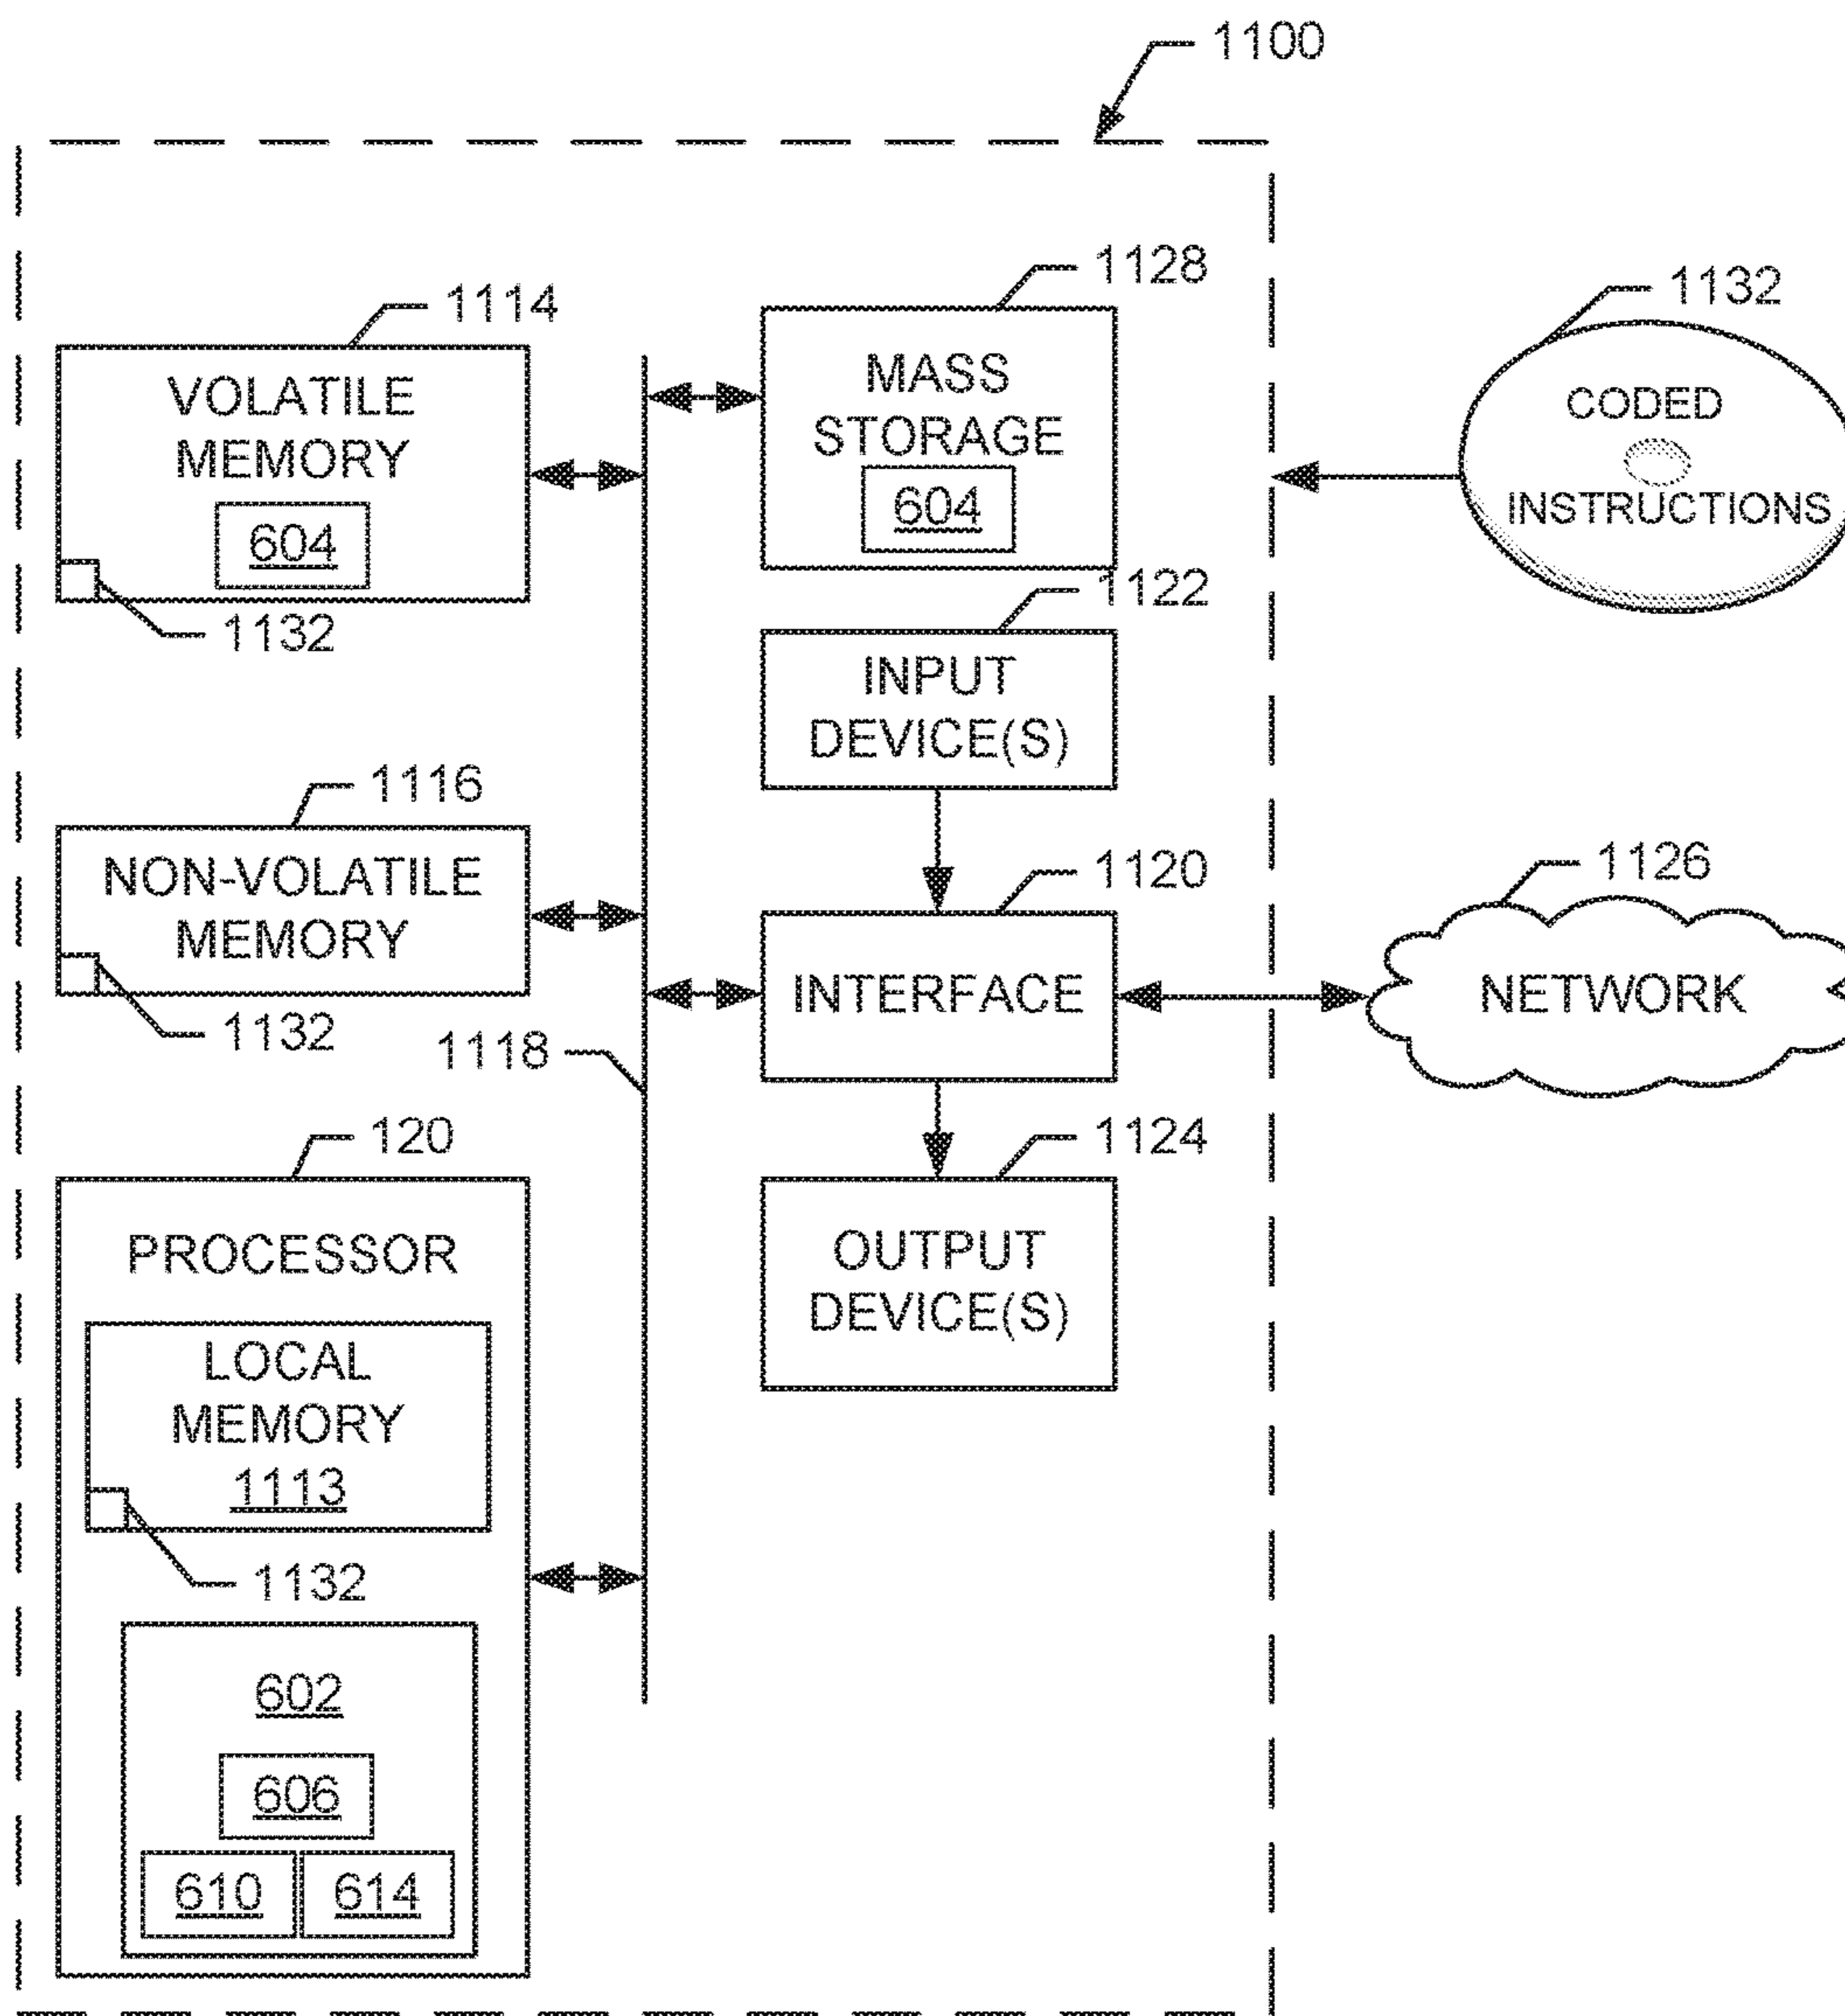 1100
1114
VOLATILE
MEMORY
604
1132
1128
MASS
STORAGE
604
1132
CODED
INSTRUCTIONS
1122
INPUT
DEVICE(S)
1116
NON-VOLATILE
MEMORY
1132
1118
1120
INTERFACE
1126
NETWORK
120
PROCESSOR
LOCAL
MEMORY
1113
1132
602
606
610
614
1124
OUTPUT
DEVICE(S)